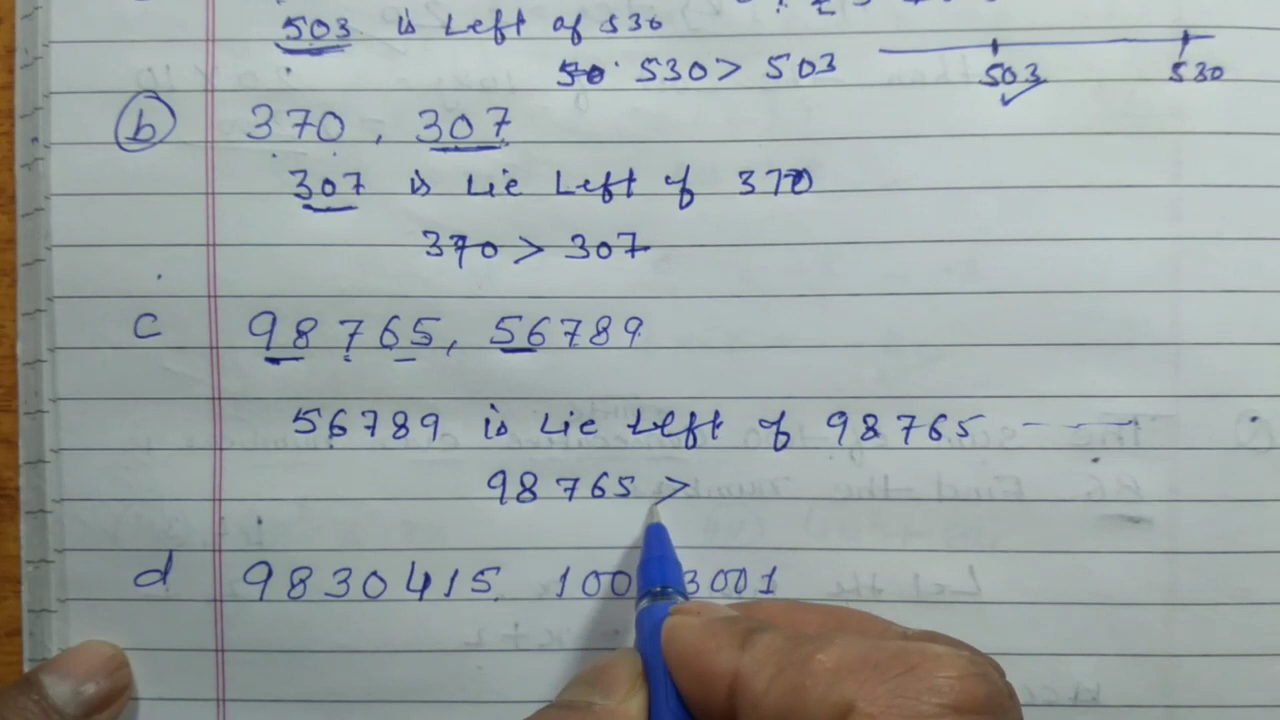 503 is Left of 530
530 > 503
503 530
b 370, 307
307 is Lie Left of 370
370 > 307
c 98765, 56789
56789 is Lie Left of 98765
98765 >
d 9830415 100 3001